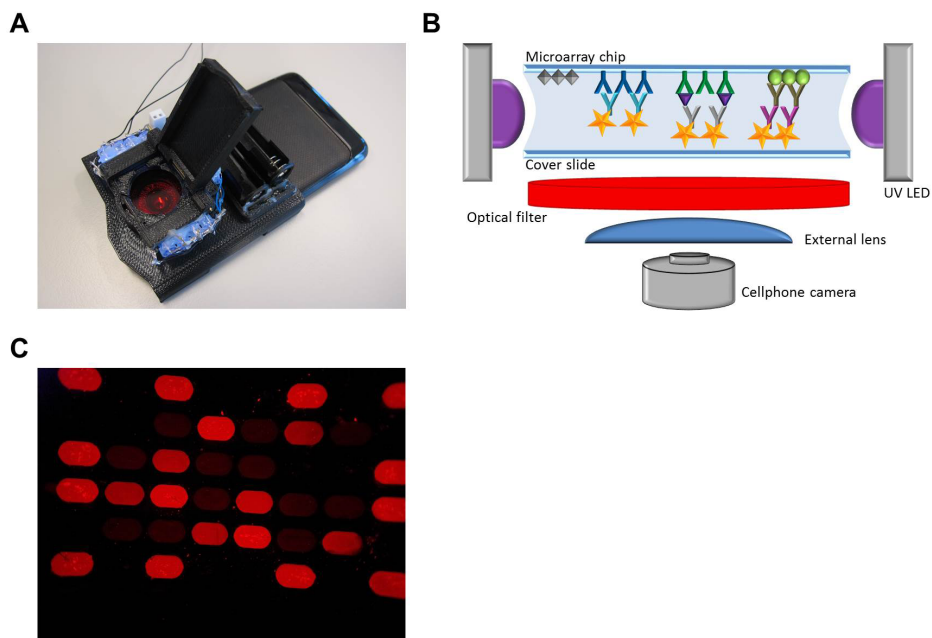 A
B
Microarray chip
Cover slide
UV LED
Optical filter
External lens
Cellphone camera
C